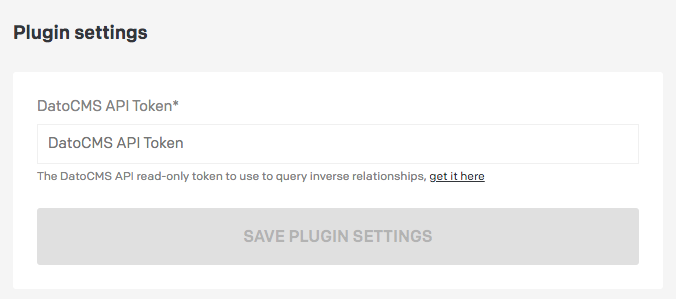 Plugin settings
DatoCMS API Token*
DatoCMS API Token
The DatoCMS API read-only token to use to query inverse relationships, get it here
SAVE PLUGIN SETTINGS